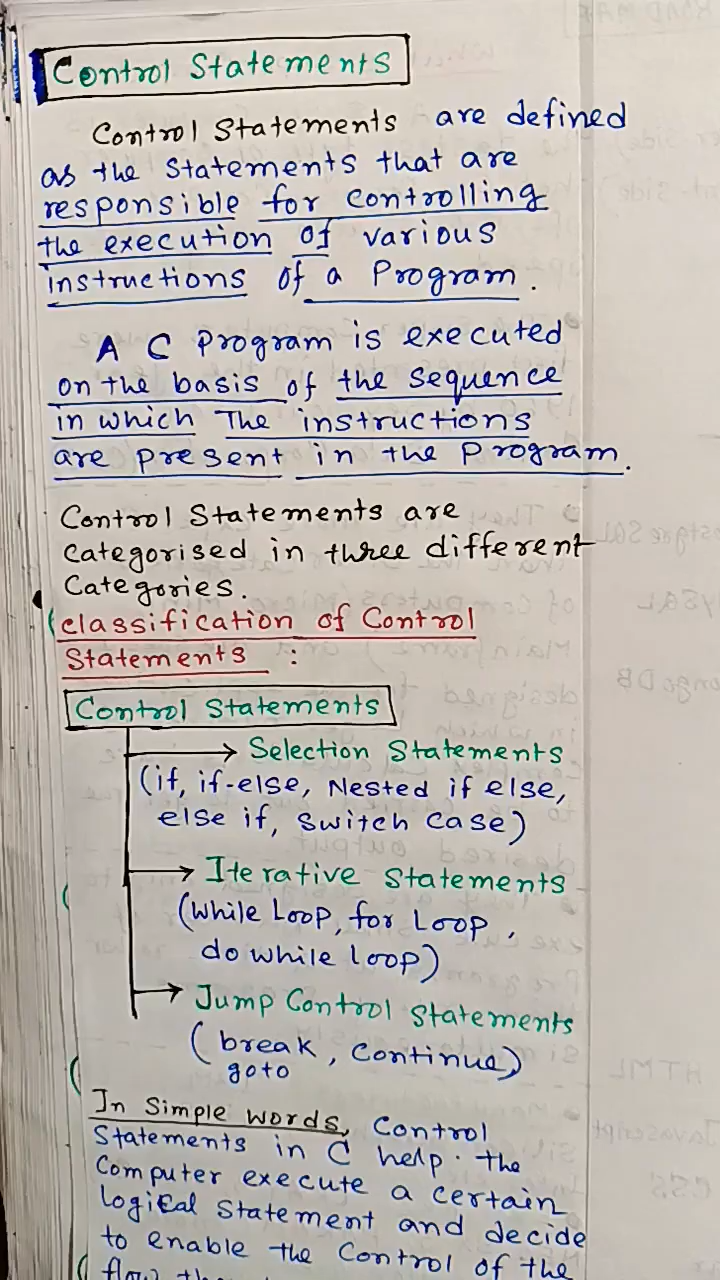 Control Statements
Control Statements are defined
as the statements that are
responsible for controlling
the execution of various
instructions of a Program.
A C Program is executed
on the basis of the sequence
in which The instructions
are present in the Program.
Control Statements are
categorised in three different
Categories.
Classification of Control
Statements :
Control Statements
Selection Statements
(if, if-else, Nested if else,
else if, switch case)
Iterative Statements
(while Loop, for Loop,
do while loop)
Jump Control Statements
(break, continue)
goto
In Simple words, Control
Statements in C help the
Computer execute a certain
logical statement and decide
to enable the Control of the
flow